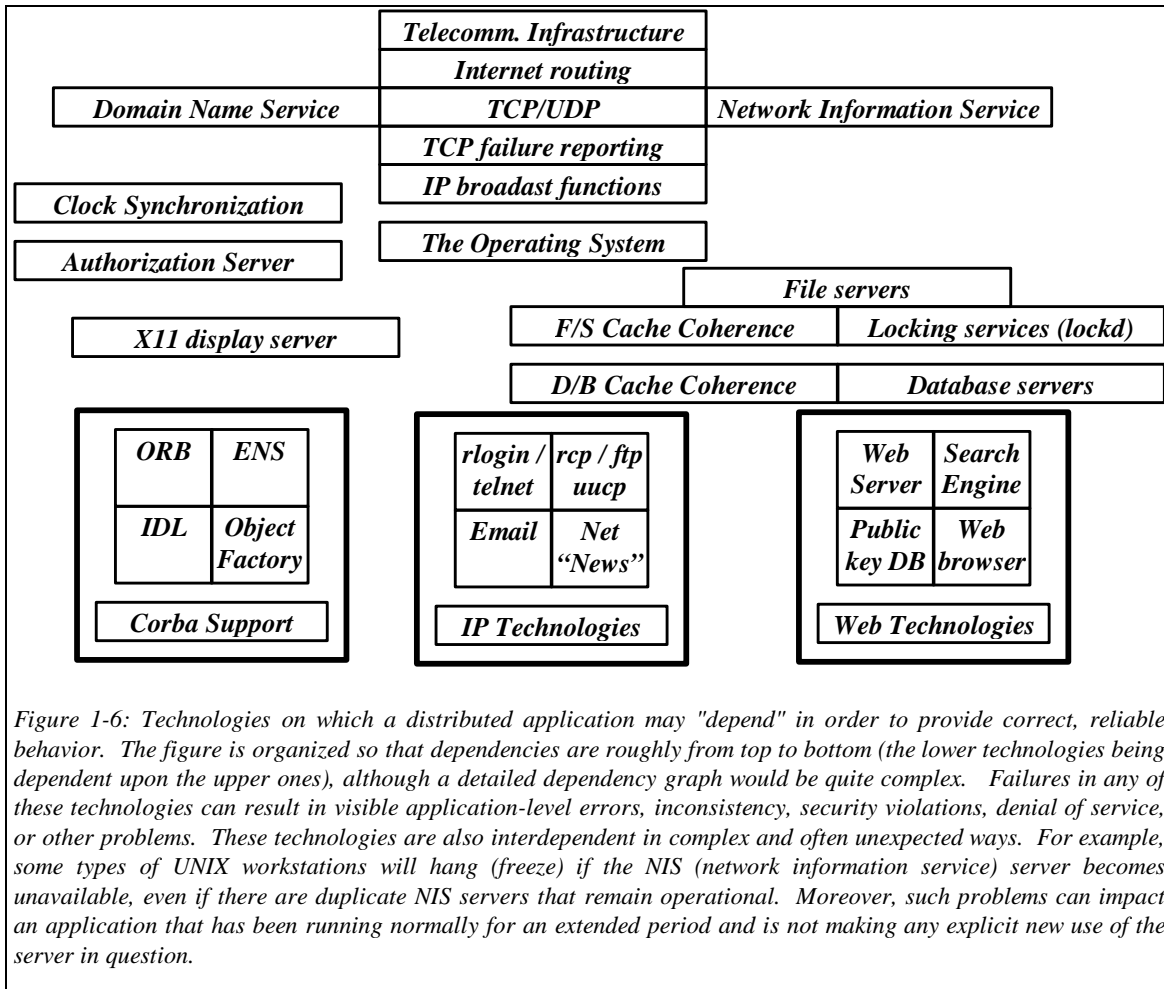 Telecomm. Infrastructure
Internet routing
Domain Name Service
TCP/UDP
Network Information Service
TCP failure reporting
IP broadast functions
Clock Synchronization
The Operating System
Authorization Server
File servers
F/S Cache Coherence
Locking services (lockd)
X11 display server
D/B Cache Coherence
Database servers
ORB
ENS
IDL
Object
Factory
Corba Support
rlogin /
telnet
rcp / ftp
uucp
Email
Net
“News”
IP Technologies
Web
Server
Search
Engine
Public
key DB
Web
browser
Web Technologies
Figure 1-6: Technologies on which a distributed application may "depend" in order to provide correct, reliable
behavior. The figure is organized so that dependencies are roughly from top to bottom (the lower technologies being
dependent upon the upper ones), although a detailed dependency graph would be quite complex. Failures in any of
these technologies can result in visible application-level errors, inconsistency, security violations, denial of service,
or other problems. These technologies are also interdependent in complex and often unexpected ways. For example,
some types of UNIX workstations will hang (freeze) if the NIS (network information service) server becomes
unavailable, even if there are duplicate NIS servers that remain operational. Moreover, such problems can impact
an application that has been running normally for an extended period and is not making any explicit new use of the
server in question.